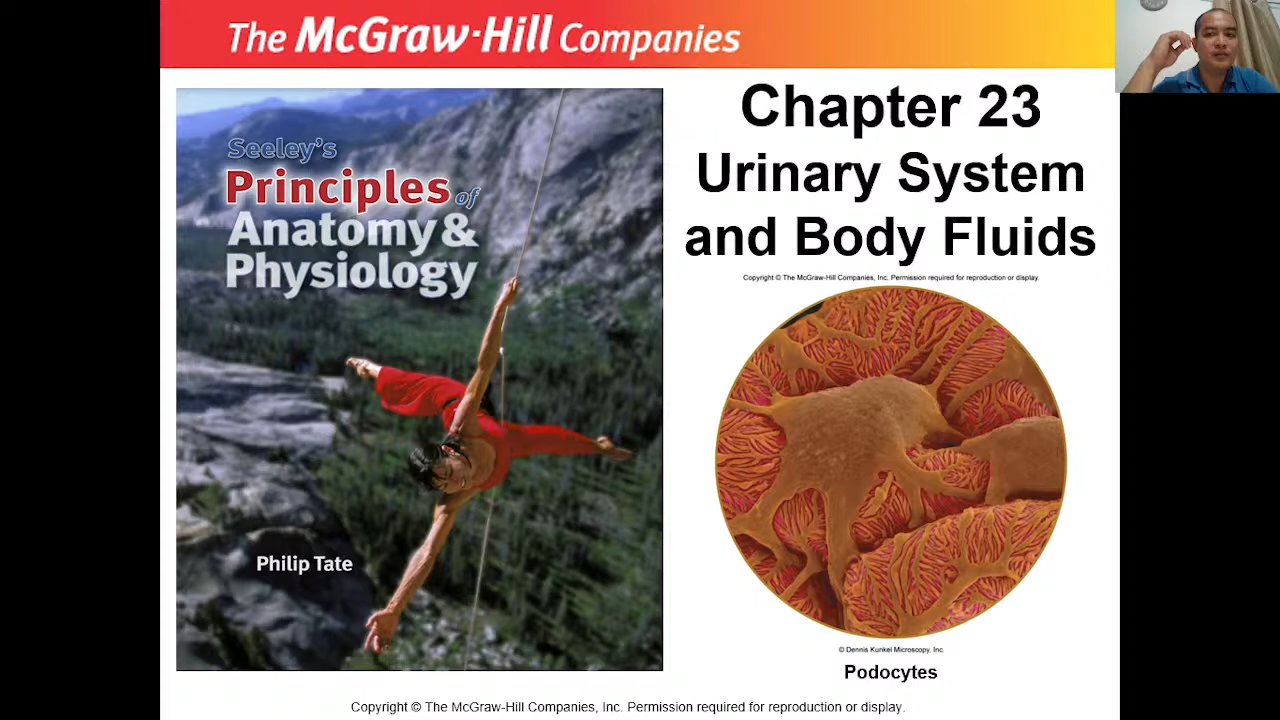 The McGraw-Hill Companies
Seeley's
Principles of
Anatomy &
Physiology
Philip Tate
Chapter 23
Urinary System
and Body Fluids
Copyright © The McGraw-Hill Companies, Inc. Permission required for reproduction or display.
© Dennis Kunkel Microscopy, Inc.
Podocytes
Copyright © The McGraw-Hill Companies, Inc. Permission required for reproduction or display.